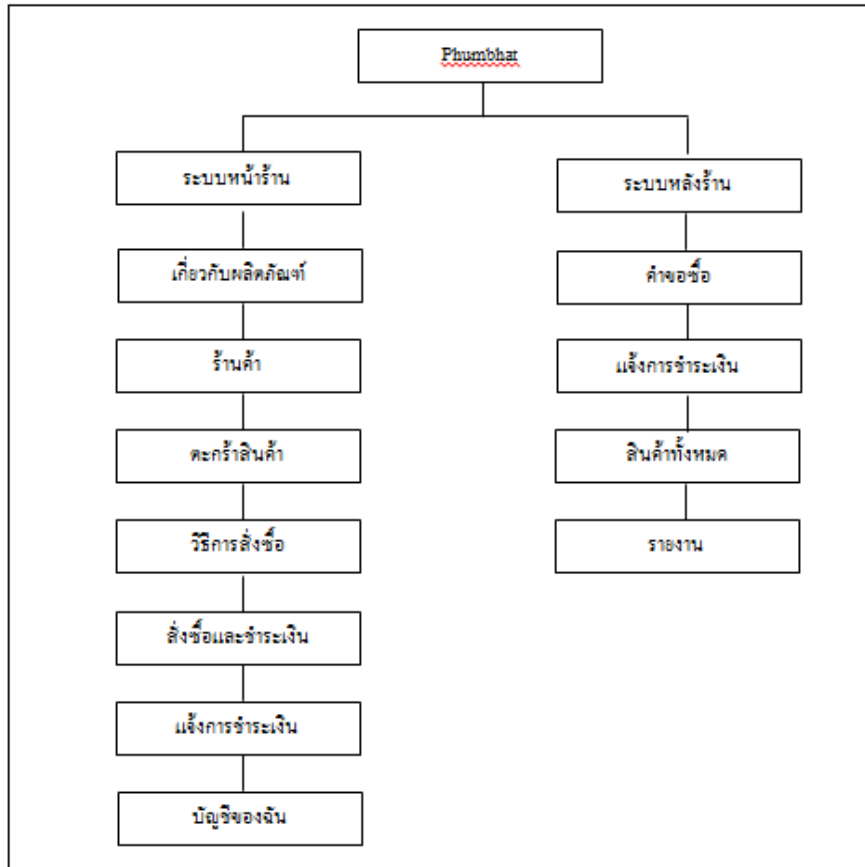 Phumbhat
ระบบหน้าร้าน
เกี่ยวกับผลิตภัณฑ์
ร้านค้า
ตะกร้าสินค้า
วิธีการสั่งซื้อ
สั่งซื้อและชำระเงิน
แจ้งการชำระเงิน
บัญชีของฉัน
ระบบหลังร้าน
คำขอซื้อ
แจ้งการชำระเงิน
สินค้าทั้งหมด
รายงาน